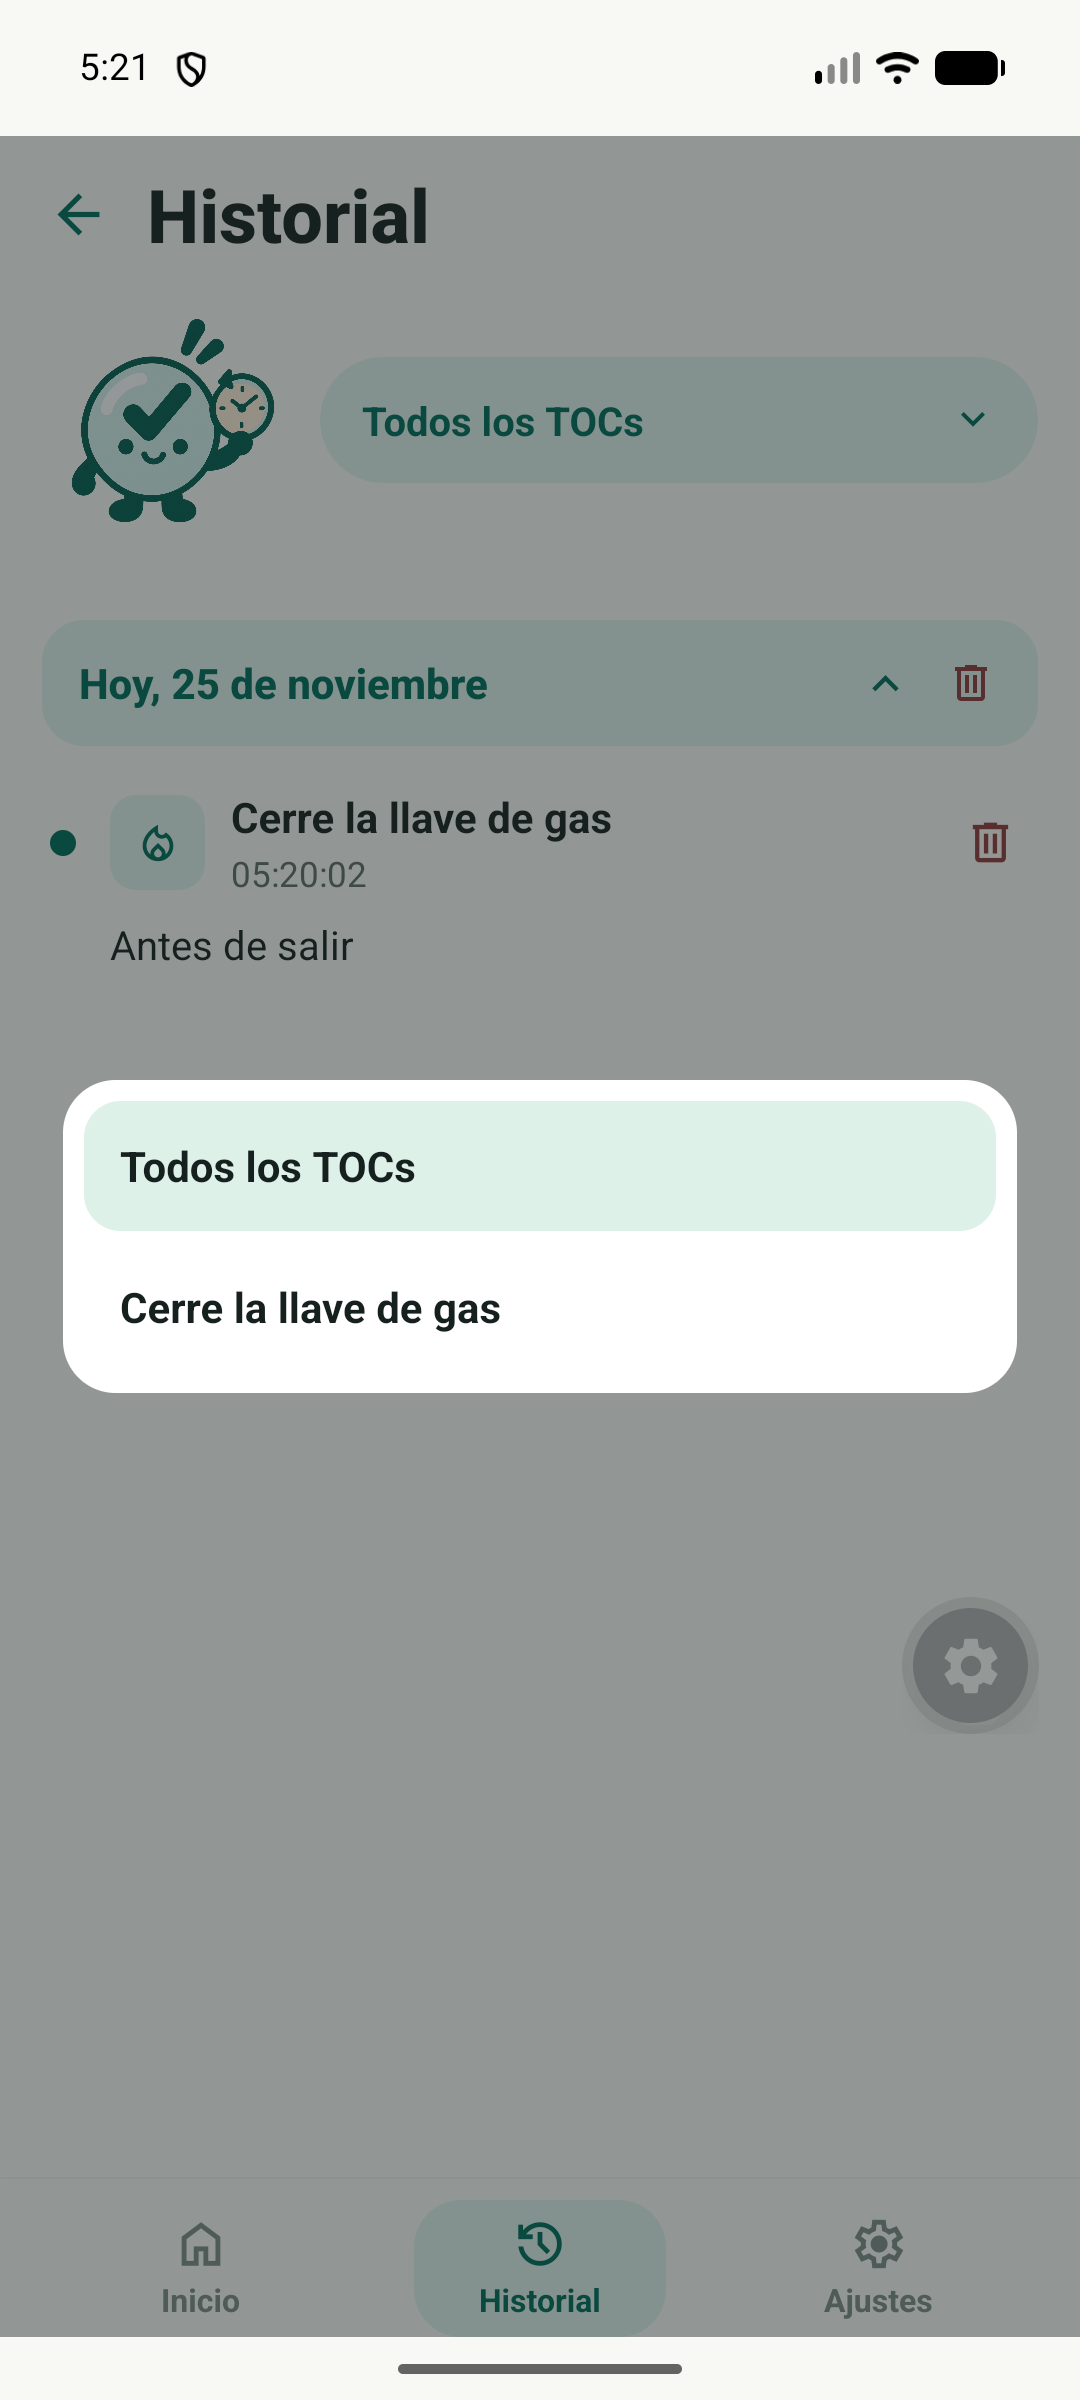 5:21
Historial
Todos los TOCs
Hoy, 25 de noviembre
Cerre la llave de gas
05:20:02
Antes de salir
Todos los TOCs
Cerre la llave de gas
Inicio
Historial
Ajustes